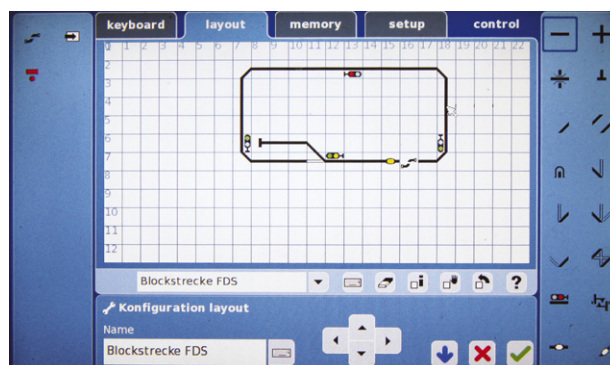 keyboard layout memory setup control
0 1 2 3 4 5 6 7 8 9 10 11 12 13 14 15 16 17 18 19 20 21 22
2
3
4
5
6
7
8
9
10
11
12
Blockstrecke FDS ?
Konfiguration layout
Name
Blockstrecke FDS